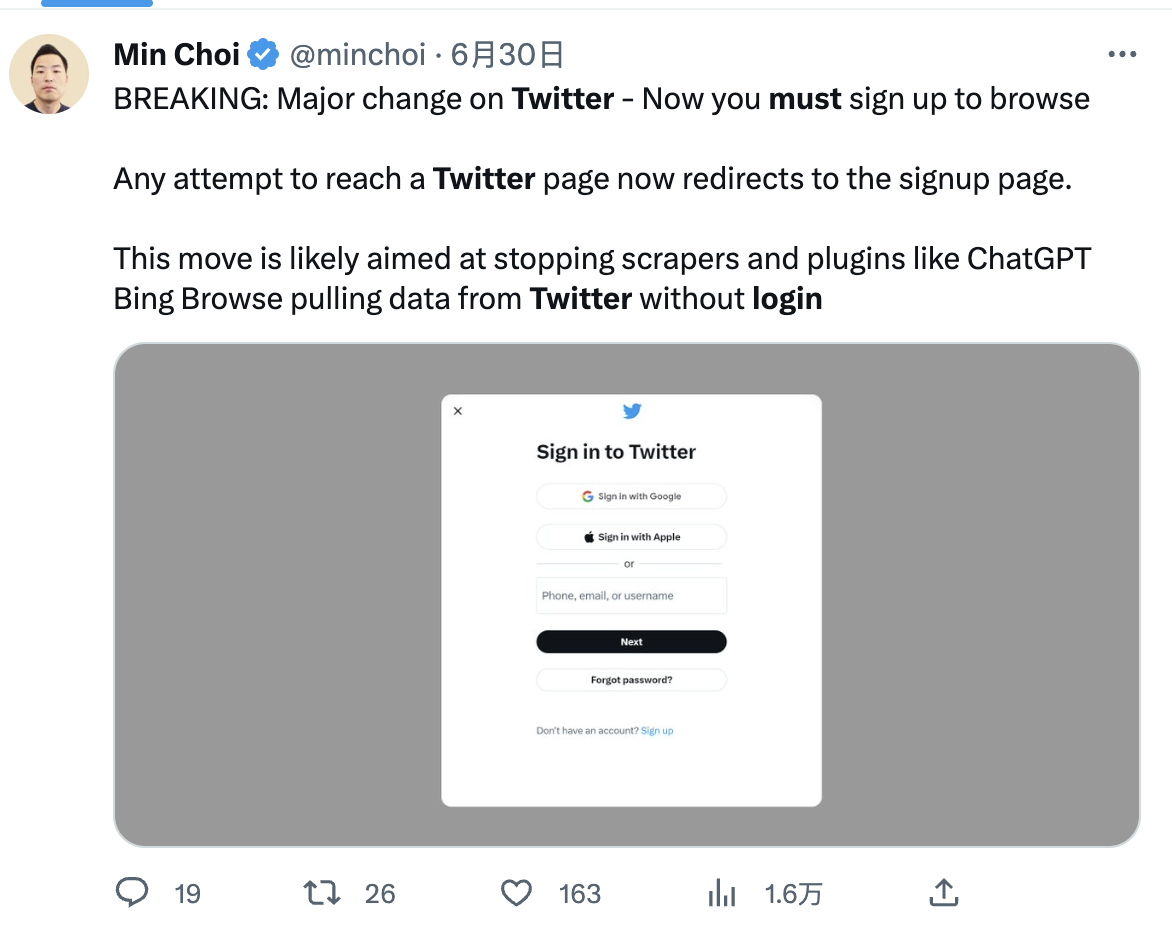 Min Choi @minchoi · 6月30日
BREAKING: Major change on Twitter - Now you must sign up to browse
Any attempt to reach a Twitter page now redirects to the signup page.
This move is likely aimed at stopping scrapers and plugins like ChatGPT
Bing Browse pulling data from Twitter without login
Sign in to Twitter
Sign in with Google
Sign in with Apple
or
Phone, email, or username
Next
Forgot password?
Don't have an account? Sign up
19 26 163 1.6万